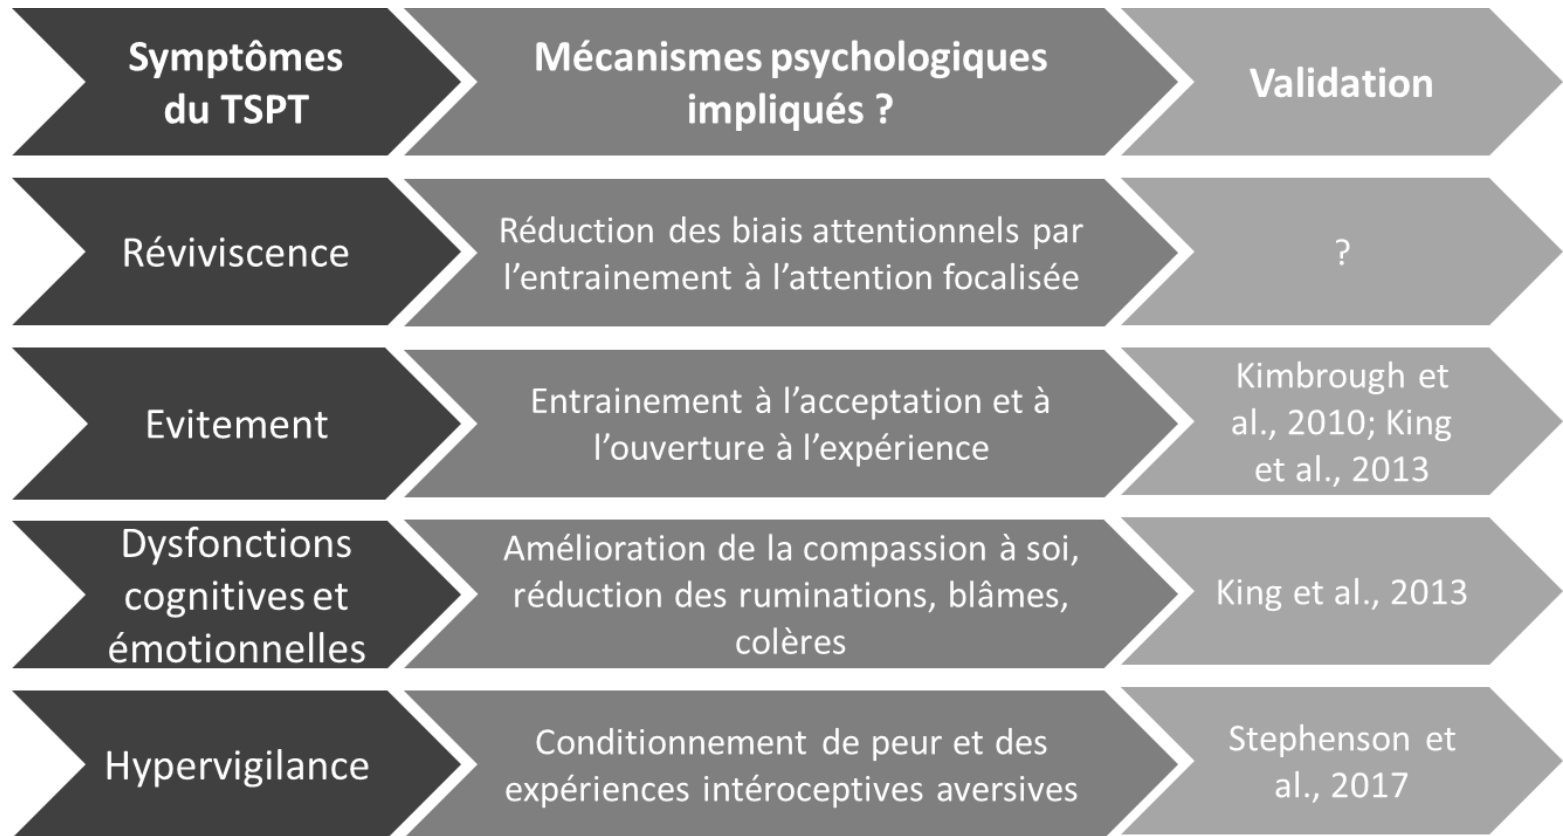 Symptômes
du TSPT
Mécanismes psychologiques
impliqués ?
Validation
Réviviscence
Réduction des biais attentionnels par
l’entrainement à l’attention focalisée
?
Evitement
Entrainement à l’acceptation et à
l’ouverture à l’expérience
Kimbrough et
al., 2010; King
et al., 2013
Dysfonctions
cognitives et
émotionnelles
Amélioration de la compassion à soi,
réduction des ruminations, blâmes,
colères
King et al., 2013
Hypervigilance
Conditionnement de peur et des
expériences intéroceptives aversives
Stephenson et
al., 2017